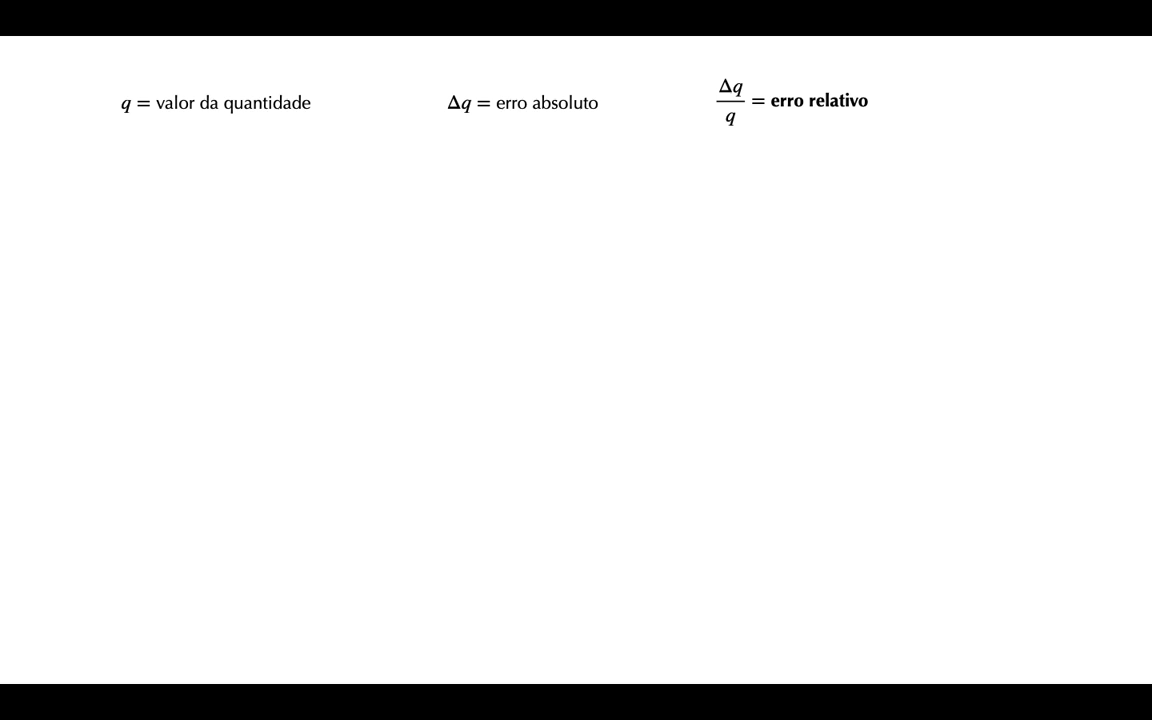 q = valor da quantidade
Δq = erro absoluto
Δq/q = erro relativo